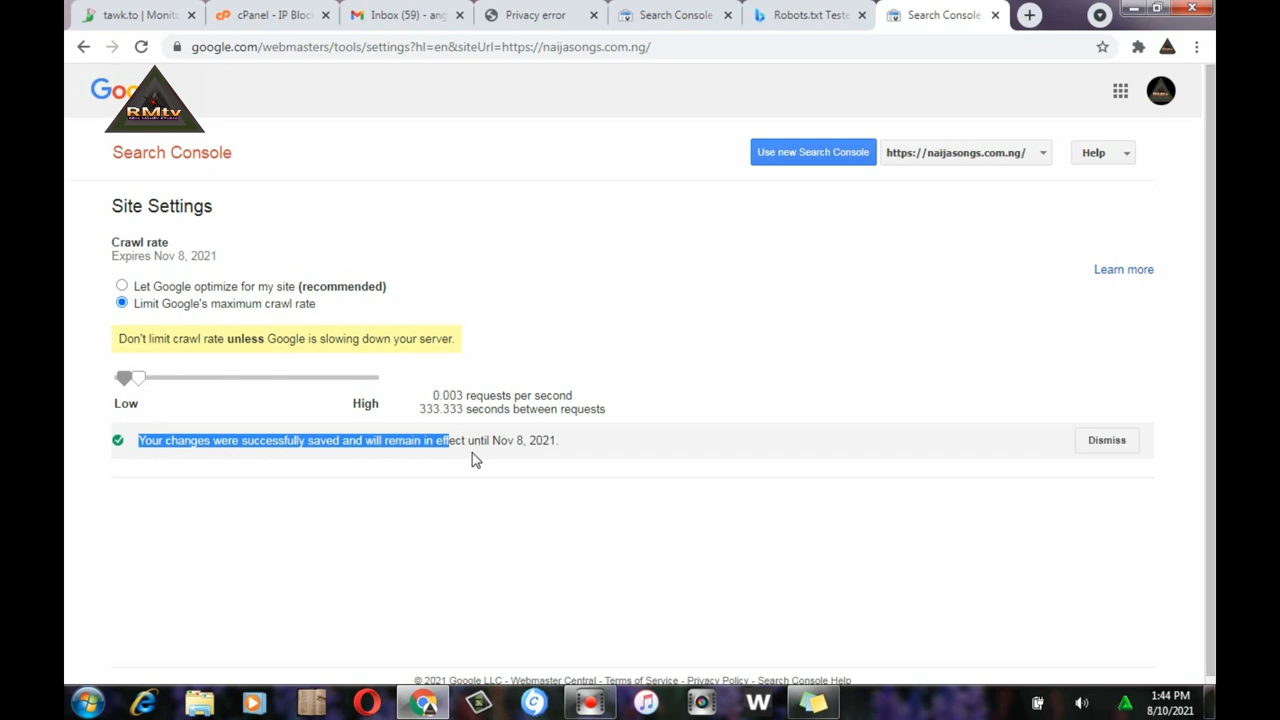 tawk.to | Monit
cPanel - IP Block
Inbox (59) - ang
Privacy error
Search Console
Robots.txt Teste
Search Console
google.com/webmasters/tools/settings?hl=en&siteUrl=https://naijasongs.com.ng/
Goo
RMtv
Search Console
Use new Search Console
https://naijasongs.com.ng/
Help
Site Settings
Crawl rate
Expires Nov 8, 2021
Learn more
Let Google optimize for my site (recommended)
Limit Google's maximum crawl rate
Don't limit crawl rate unless Google is slowing down your server.
0.003 requests per second
Low
High
333.333 seconds between requests
Your changes were successfully saved and will remain in effect until Nov 8, 2021.
Dismiss
© 2021 Google LLC - Webmaster Central - Terms of Service - Privacy Policy - Search Console Help
W
1:44 PM
8/10/2021